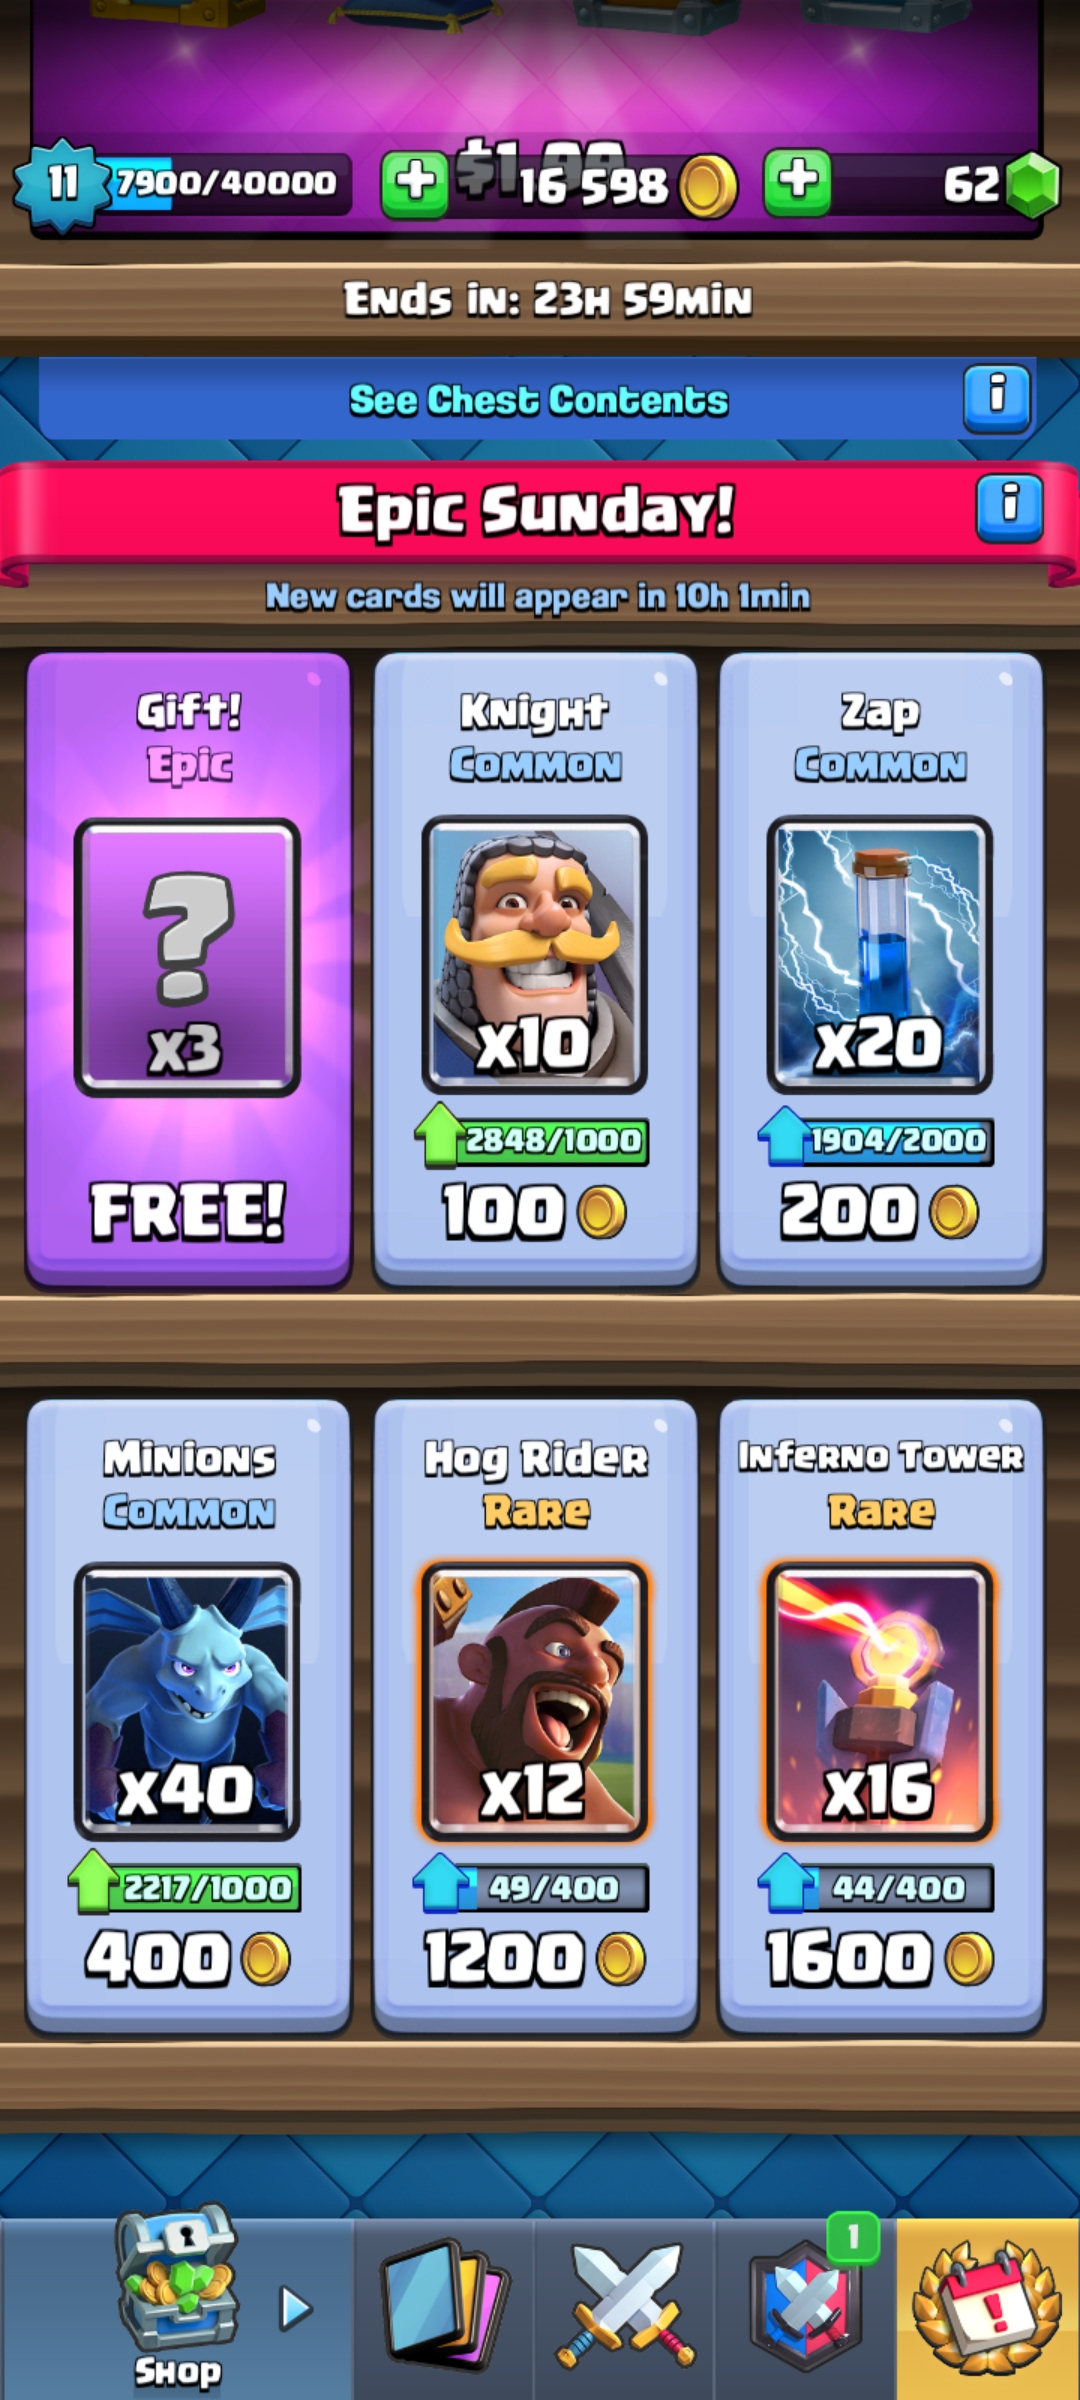 $1.99
11
7900/40000
16 598
62
Ends in: 23h 59min
See Chest Contents
i
Epic Sunday!
i
New cards will appear in 10h 1min
Gift!
Epic
?
x3
FREE!
Knight
Common
x10
2848/1000
100
Zap
Common
x20
1904/2000
200
Minions
Common
x40
2217/1000
400
Hog Rider
Rare
x12
49/400
1200
Inferno Tower
Rare
x16
44/400
1600
Shop
1
!